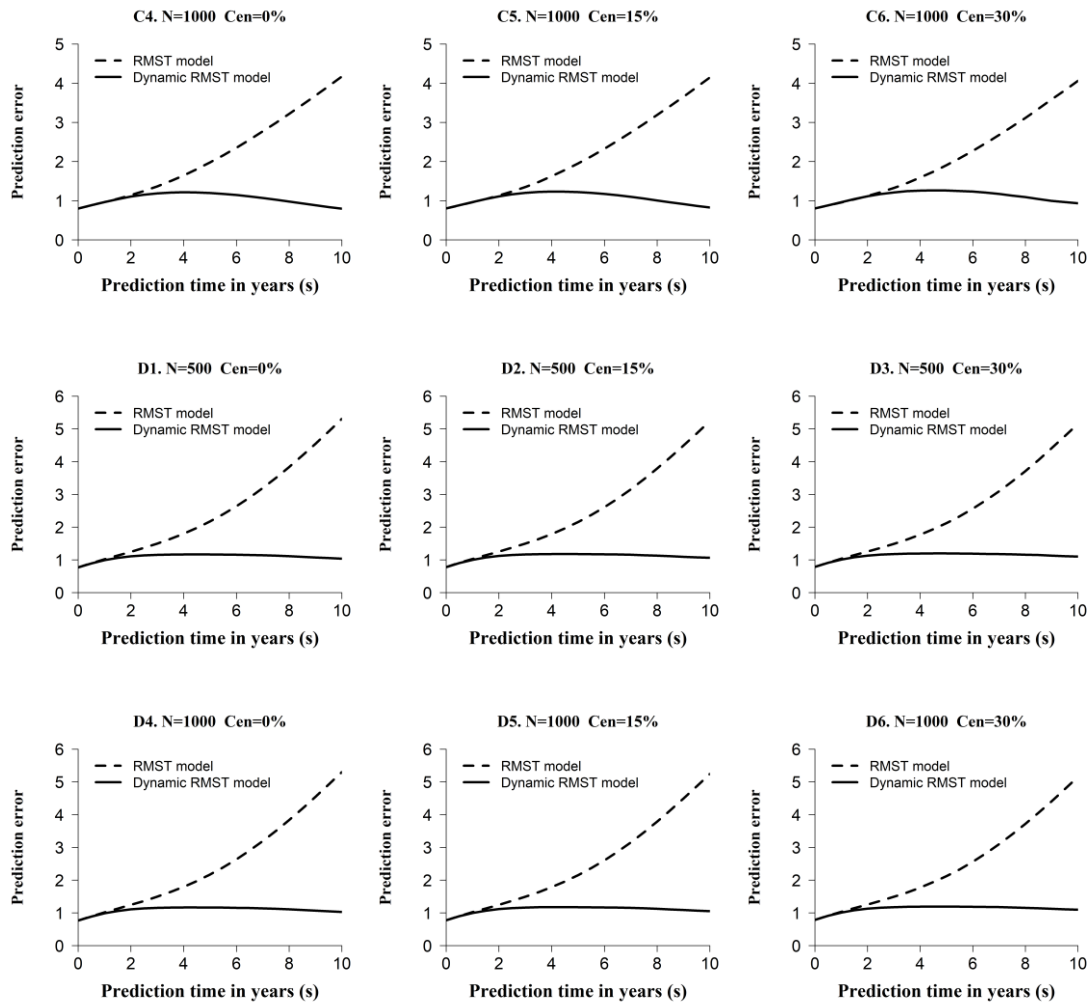 C4. N=1000 Cen=0%
5
4
3
2
1
0
Prediction error
RMST model
Dynamic RMST model
0 2 4 6 8 10
Prediction time in years (s)
C5. N=1000 Cen=15%
5
4
3
2
1
0
Prediction error
RMST model
Dynamic RMST model
0 2 4 6 8 10
Prediction time in years (s)
C6. N=1000 Cen=30%
5
4
3
2
1
0
Prediction error
RMST model
Dynamic RMST model
0 2 4 6 8 10
Prediction time in years (s)
D1. N=500 Cen=0%
6
5
4
3
2
1
0
Prediction error
RMST model
Dynamic RMST model
0 2 4 6 8 10
Prediction time in years (s)
D2. N=500 Cen=15%
6
5
4
3
2
1
0
Prediction error
RMST model
Dynamic RMST model
0 2 4 6 8 10
Prediction time in years (s)
D3. N=500 Cen=30%
6
5
4
3
2
1
0
Prediction error
RMST model
Dynamic RMST model
0 2 4 6 8 10
Prediction time in years (s)
D4. N=1000 Cen=0%
6
5
4
3
2
1
0
Prediction error
RMST model
Dynamic RMST model
0 2 4 6 8 10
Prediction time in years (s)
D5. N=1000 Cen=15%
6
5
4
3
2
1
0
Prediction error
RMST model
Dynamic RMST model
0 2 4 6 8 10
Prediction time in years (s)
D6. N=1000 Cen=30%
6
5
4
3
2
1
0
Prediction error
RMST model
Dynamic RMST model
0 2 4 6 8 10
Prediction time in years (s)